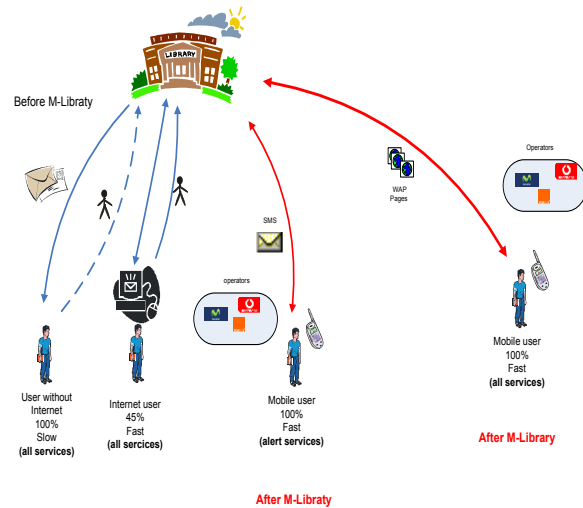 LIBRARY
Before M-Libraty
Operators
WAP
Pages
SMS
operators
User without
Internet
100%
Slow
(all services)
Internet user
45%
Fast
(all sercices)
Mobile user
100%
Fast
(alert services)
Mobile user
100%
Fast
(all services)
After M-Library
After M-Libraty